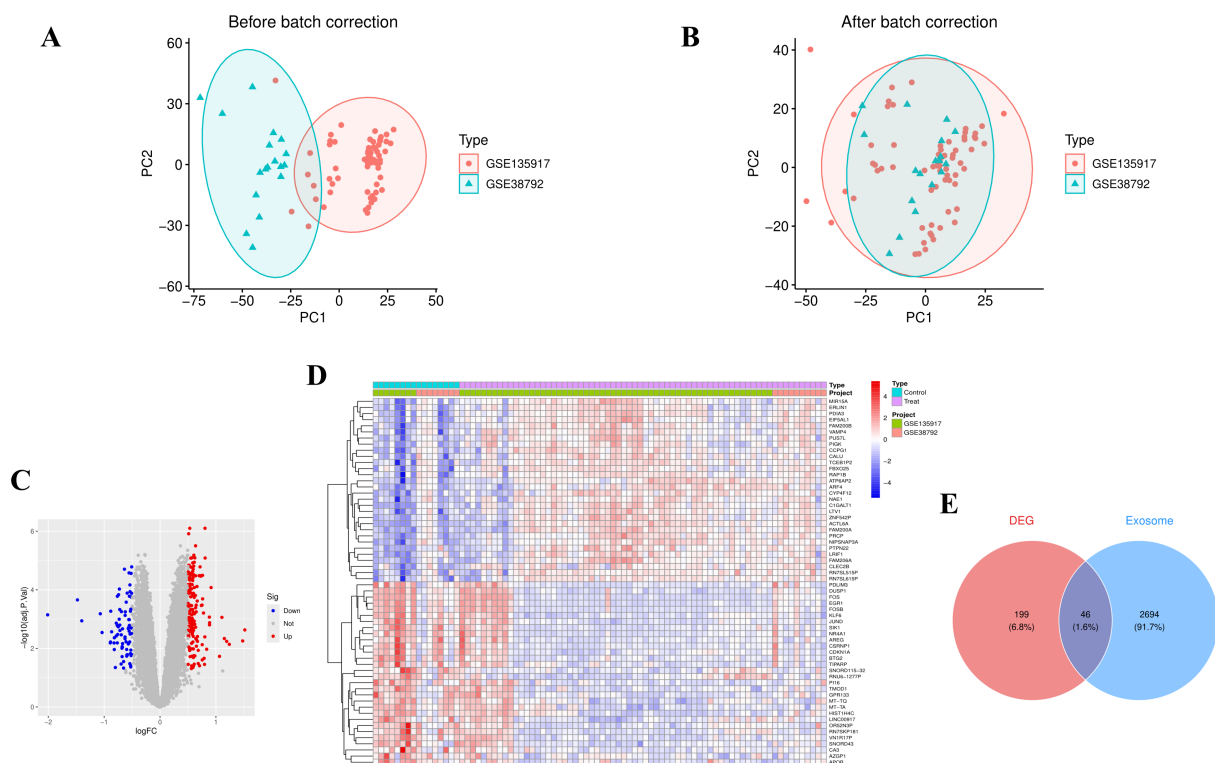 A
Before batch correction
60
30
0
−30
−60
PC2
−75
−50
−25
0
25
50
PC1
Type
GSE135917
GSE38792
B
After batch correction
40
20
0
−20
−40
PC2
−50
−25
0
25
PC1
Type
GSE135917
GSE38792
C
6
4
2
0
−log10(adj.P.Val)
−2
−1
0
1
logFC
Sig
Down
Not
Up
D
Type
Project
MIR15A
ERLIN1
PDIA3
EIF5AL1
FAM200B
VAMP4
PUS7L
PIGK
CCPG1
CALU
TCEB1P2
FBXO25
RAP1B
ATP6AP2
ARF4
CYP4F12
NAE1
C1GALT1
LTV1
ZNF542P
ACTL6A
FAM200A
PRCP
NIPSNAP3A
PTPN22
LRIF1
FAM206A
CLEC2B
RN7SL515P
RN7SL615P
PDLIM3
DUSP1
FOS
EGR1
FOSB
KLF6
JUND
SIK1
NR4A1
AREG
CSRNP1
CDKN1A
BTG2
TIPARP
SNORD115−32
RNU6−1277P
PI16
TMOD1
GPR133
MT−TQ
MT−TA
HIST1H4C
LINC00917
OR52N3P
RN7SKP181
VN1R17P
SNORD43
CA3
AZGP1
APOB
4
2
0
−2
−4
Type
Control
Treat
Project
GSE135917
GSE38792
E
DEG
Exosome
199
(6.8%)
46
(1.6%)
2694
(91.7%)